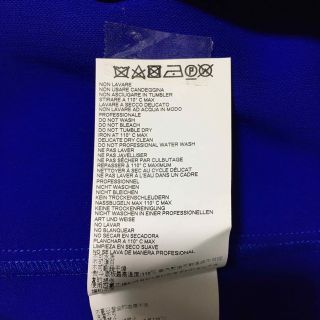 NON LAVARE
NON USARE CANDEGGINA
NON ASCIUGARE IN TUMBLER
STIRARE A 110° C MAX
LAVARE A SECCO DELICATO
NON LAVARE AD ACQUA IN MODO
PROFESSIONALE
DO NOT WASH
DO NOT BLEACH
DO NOT TUMBLE DRY
IRON AT 110° C MAX
DELICATE DRY CLEAN
DO NOT PROFESSIONAL WATER WASH
NE PAS LAVER
NE PAS JAVELLISER
NE PAS SÉCHER PAR CULBUTAGE
REPASSER À 110° C MAXIMUM
NETTOYER À SEC AU CYCLE DÉLICAT
NE PAS LAVER À L'EAU DANS UN CADRE
PROFESSIONNEL
NICHT WASCHEN
NICHT BLEICHEN
KEIN TROCKNSCHLEUDERN
NASSBÜGELN MAX 110° C MAX
KEINE TROCKENREINIGUNG
NICHT WASCHEN IN EINER PROFESSIONELLEN
ART UND WEISE
NO LAVAR
NO BLANQUEAR
NO SECAR EN SECADORA
PLANCHAR A 110° C MAX
LIMPIEZA EN SECO SUAVE
NO SE LAVA DE MANERA PROFESIONAL